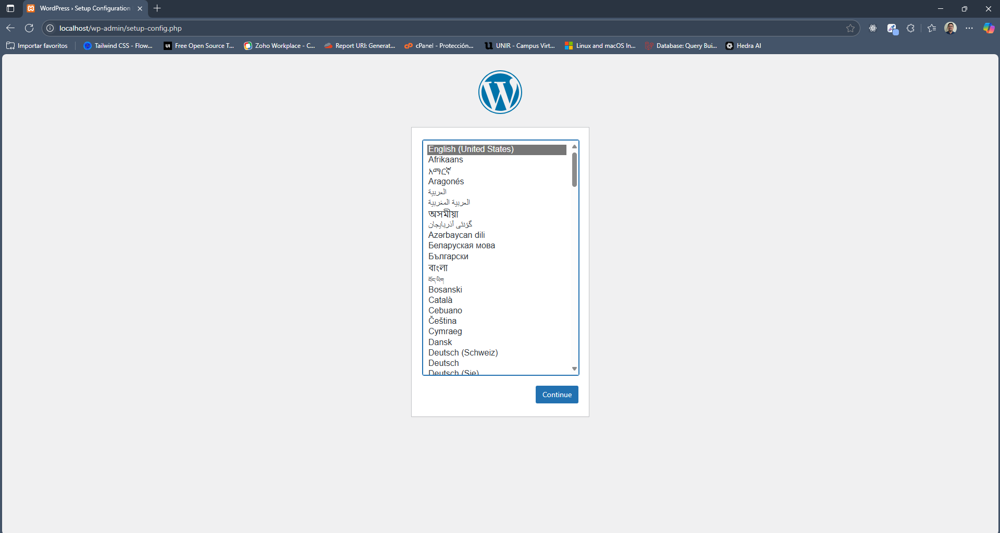 WordPress › Setup Configuration
localhost/wp-admin/setup-config.php
Importar favoritos
Tailwind CSS - Flow...
UI
Free Open Source T...
Zoho Workplace - C...
Report URI: Generat...
cP
cPanel - Protección...
UNIR - Campus Virt...
Linux and macOS In...
Database: Query Bui...
Hedra AI
English (United States)
Afrikaans
አማርኛ
Aragonés
العربية
العربية المغربية
অসমীয়া
گؤنئی آذربایجان
Azərbaycan dili
Беларуская мова
Български
বাংলা
བོད་ཡིག
Bosanski
Català
Cebuano
Čeština
Cymraeg
Dansk
Deutsch (Schweiz)
Deutsch
Deutsch (Sie)
Continue